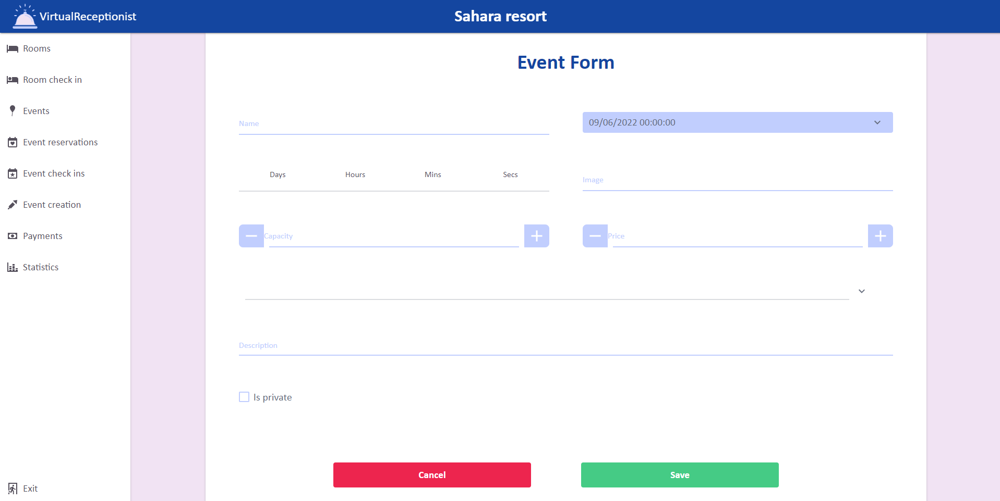 VirtualReceptionist
Sahara resort
Rooms
Room check in
Events
Event reservations
Event check ins
Event creation
Payments
Statistics
Exit
Event Form
Name
09/06/2022 00:00:00
Days Hours Mins Secs
Image
Capacity
Price
Description
Is private
Cancel
Save